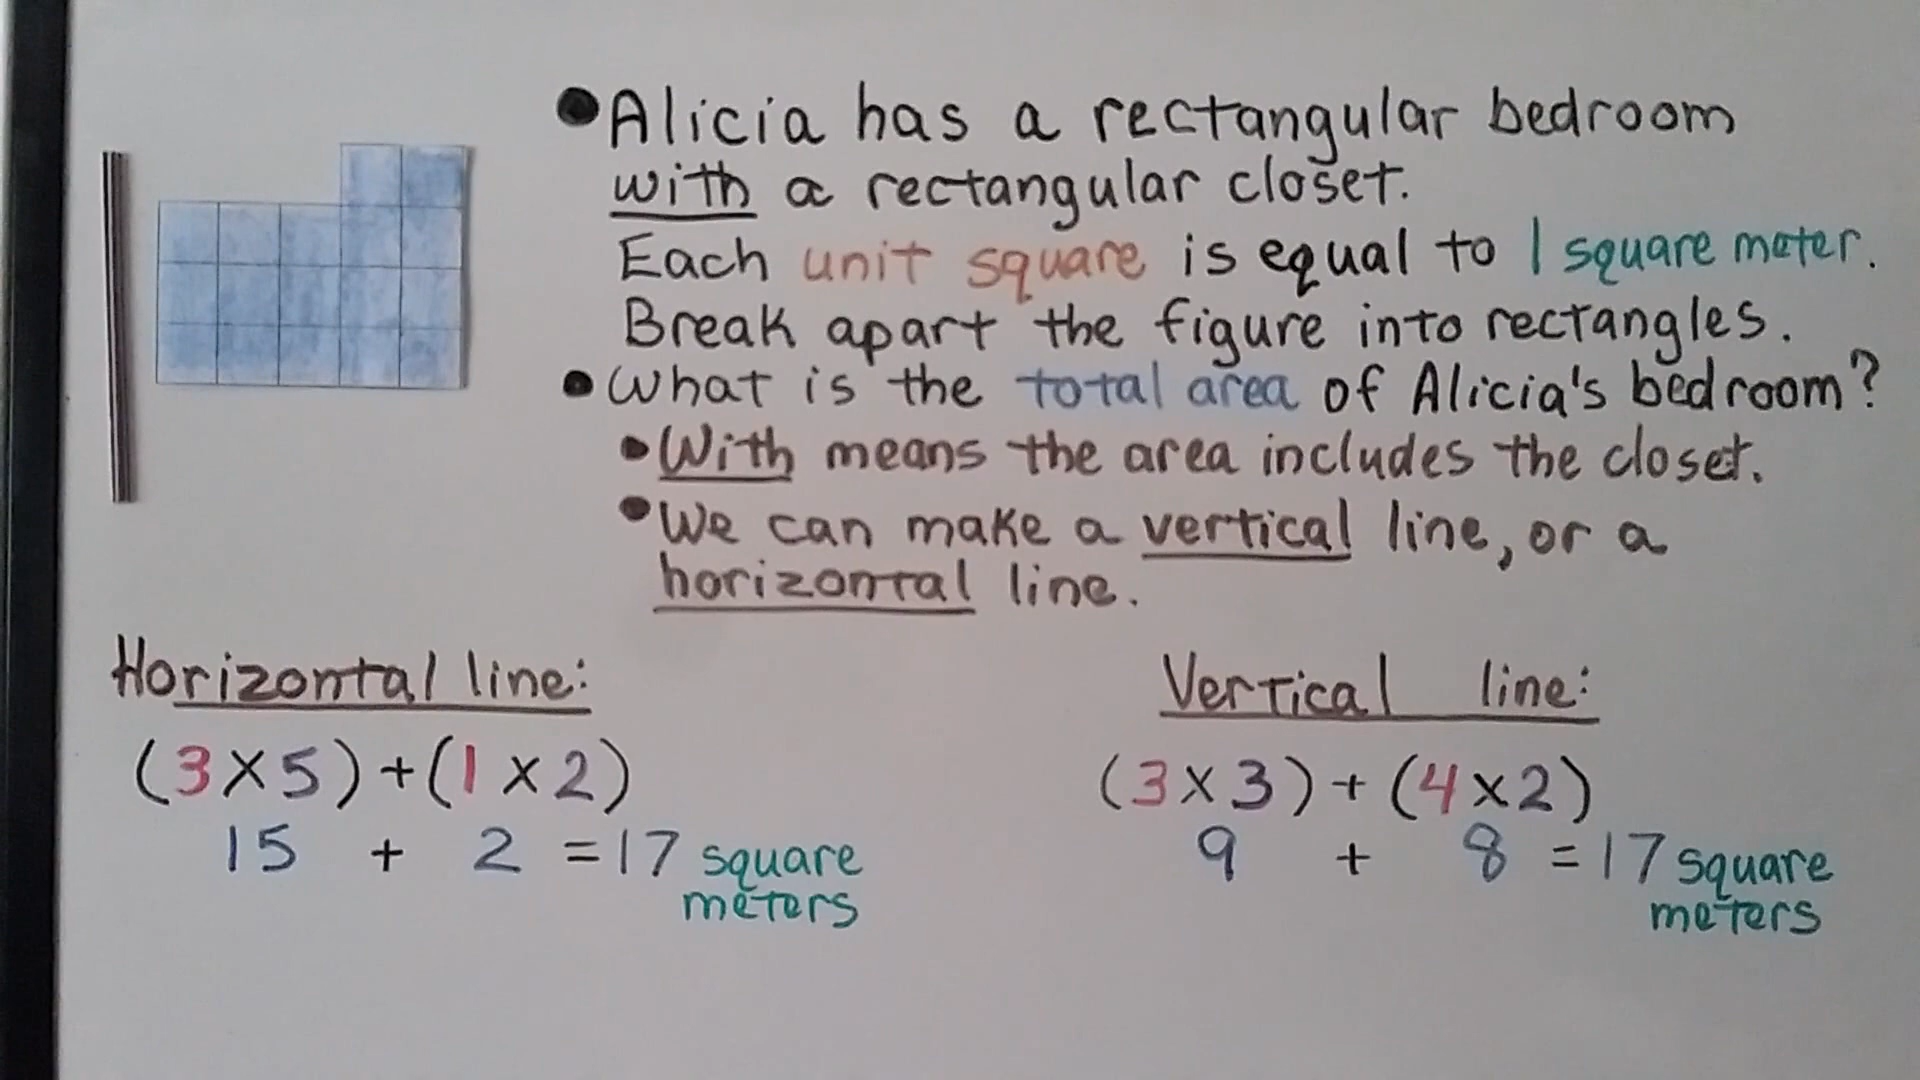 Alicia has a rectangular bedroom
with a rectangular closet.
Each unit square is equal to 1 square meter.
Break apart the figure into rectangles.
What is the total area of Alicia's bedroom?
With means the area includes the closet.
We can make a vertical line, or a
horizontal line.
Horizontal line:
(3 x 5) + (1 x 2)
15 + 2 = 17 square
meters
Vertical line:
(3 x 3) + (4 x 2)
9 + 8 = 17 square
meters